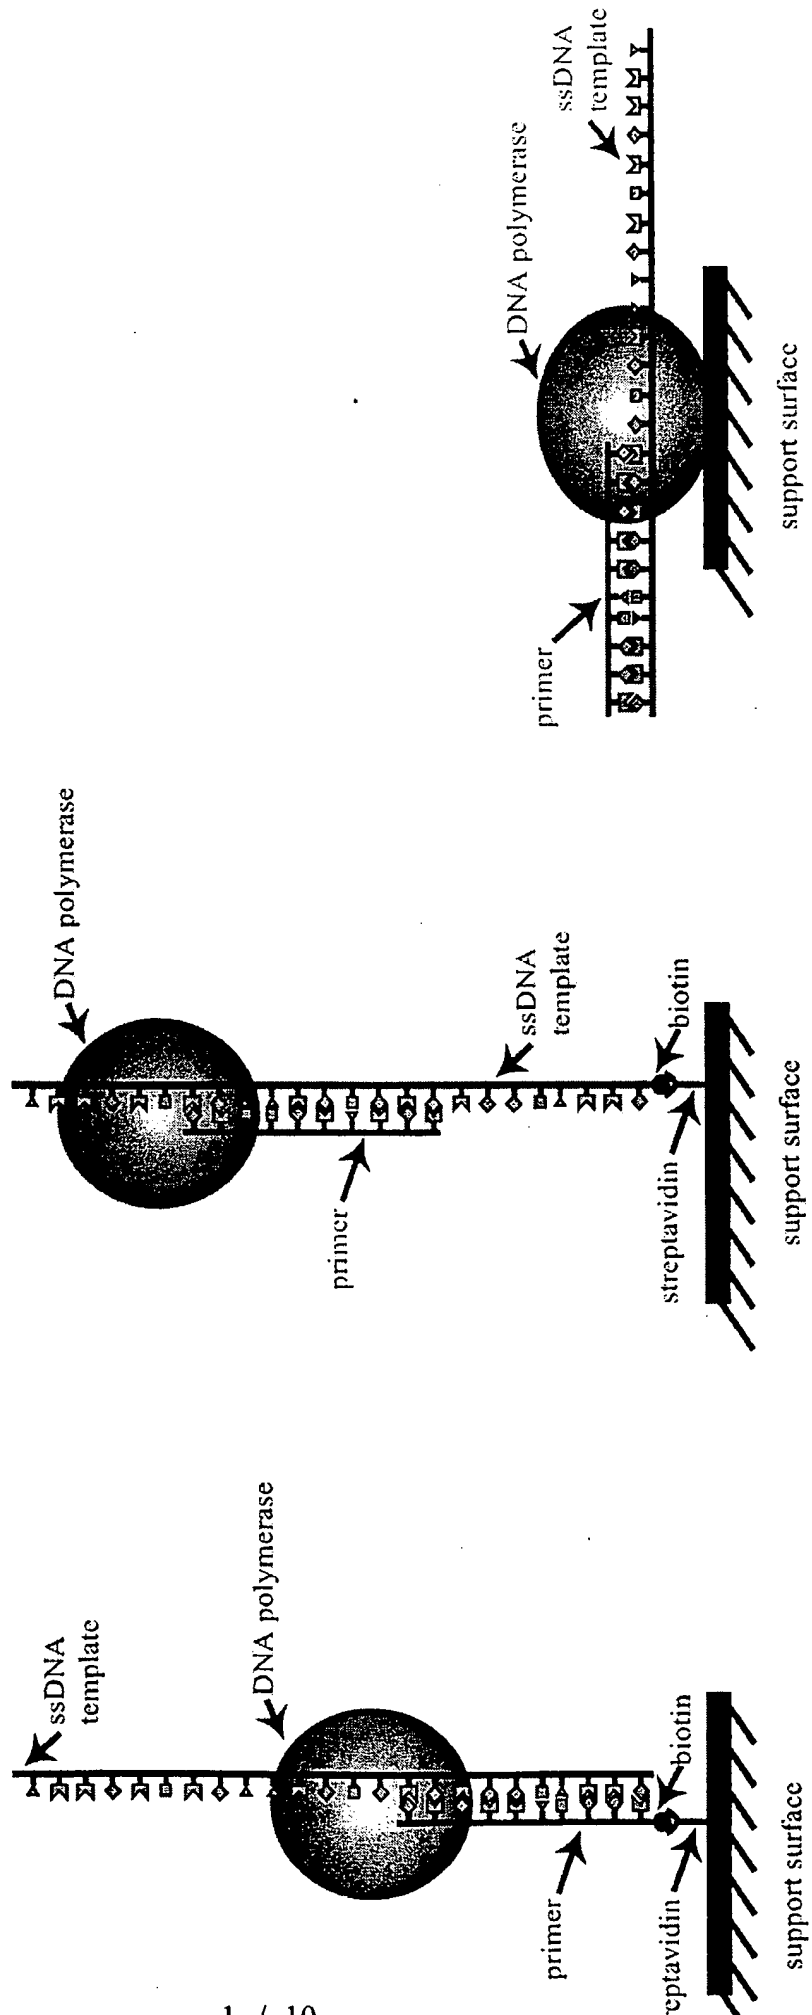 ssDNA
template
DNA polymerase
primer
biotin
streptavidin
support surface
DNA polymerase
primer
ssDNA
template
biotin
streptavidin
support surface
ssDNA
template
DNA polymerase
primer
support surface
1 / 10